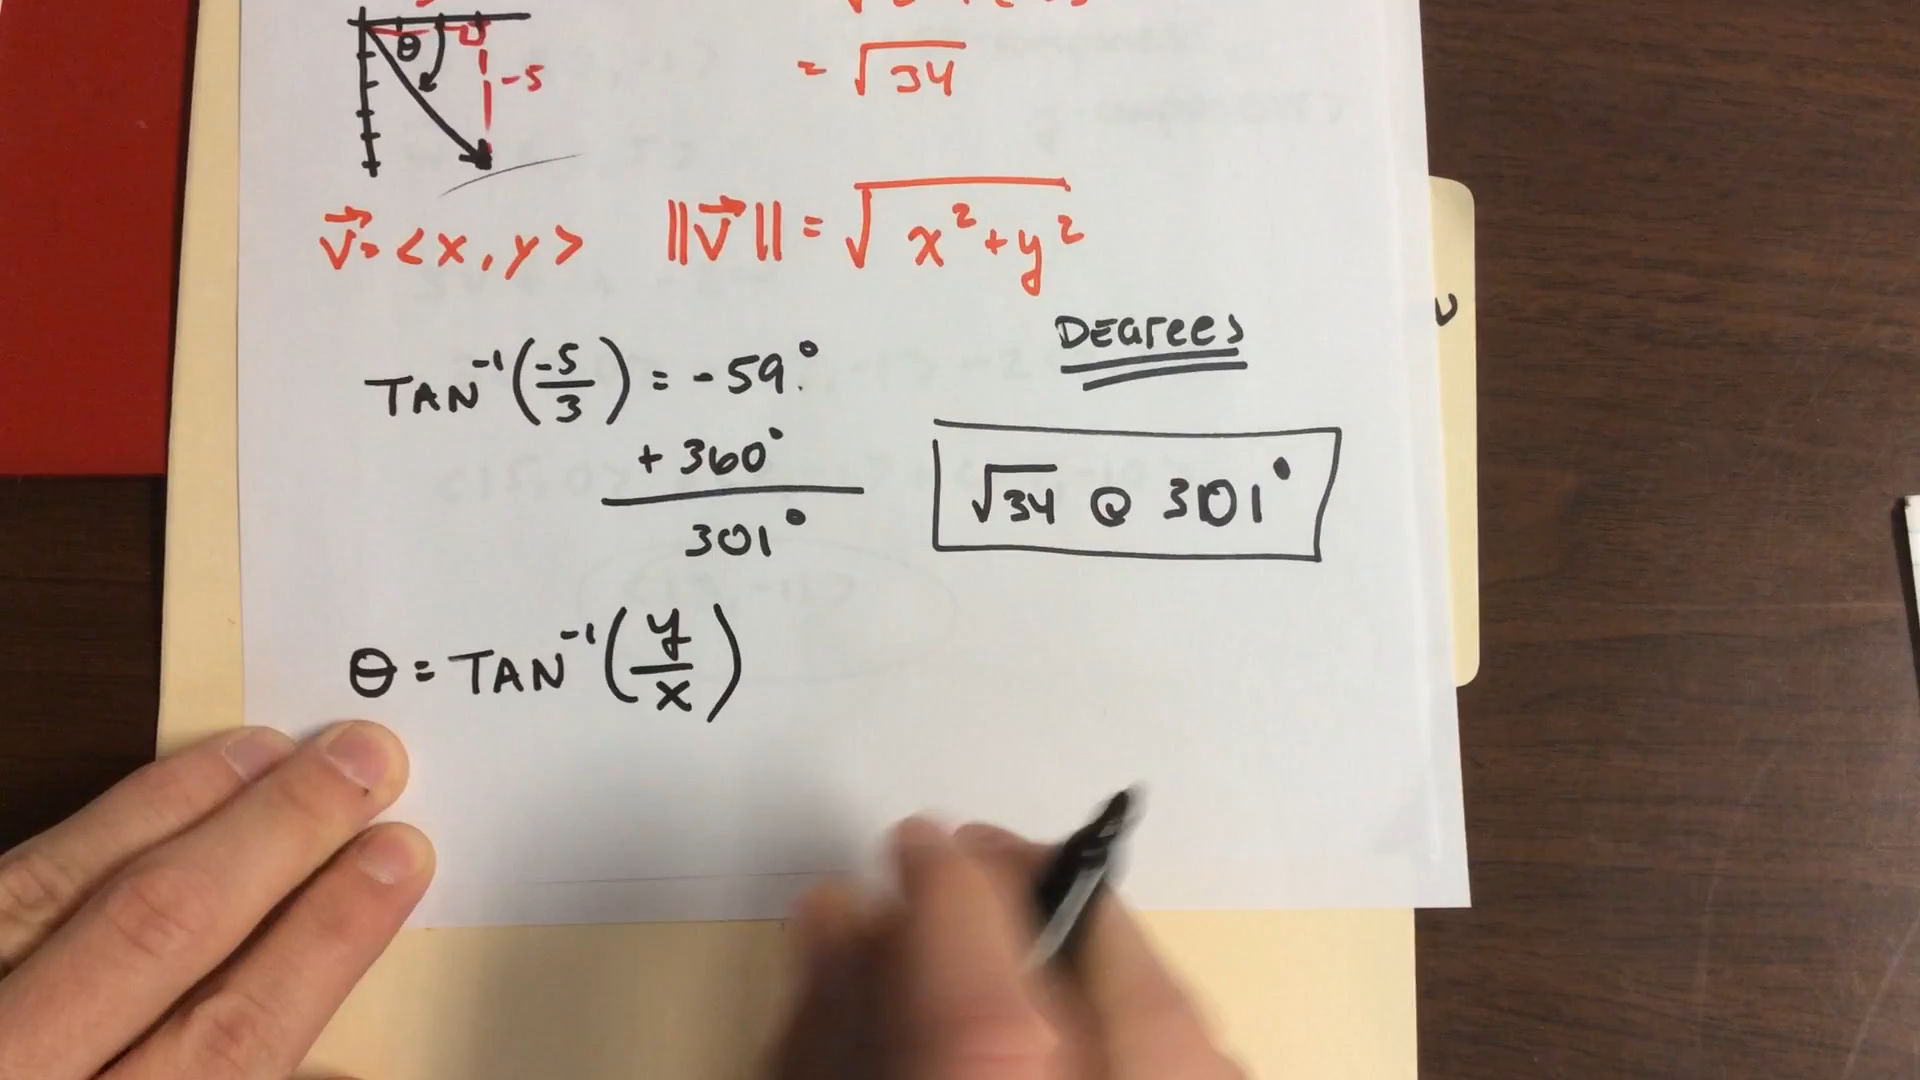 θ
-5
= √34
v⃗ = <x, y> ||v⃗|| = √x²+y²
DEGrees
TAN⁻¹(-5/3) = -59.°
+ 360°
301°
√34 @ 301°
θ = TAN⁻¹(y/x)